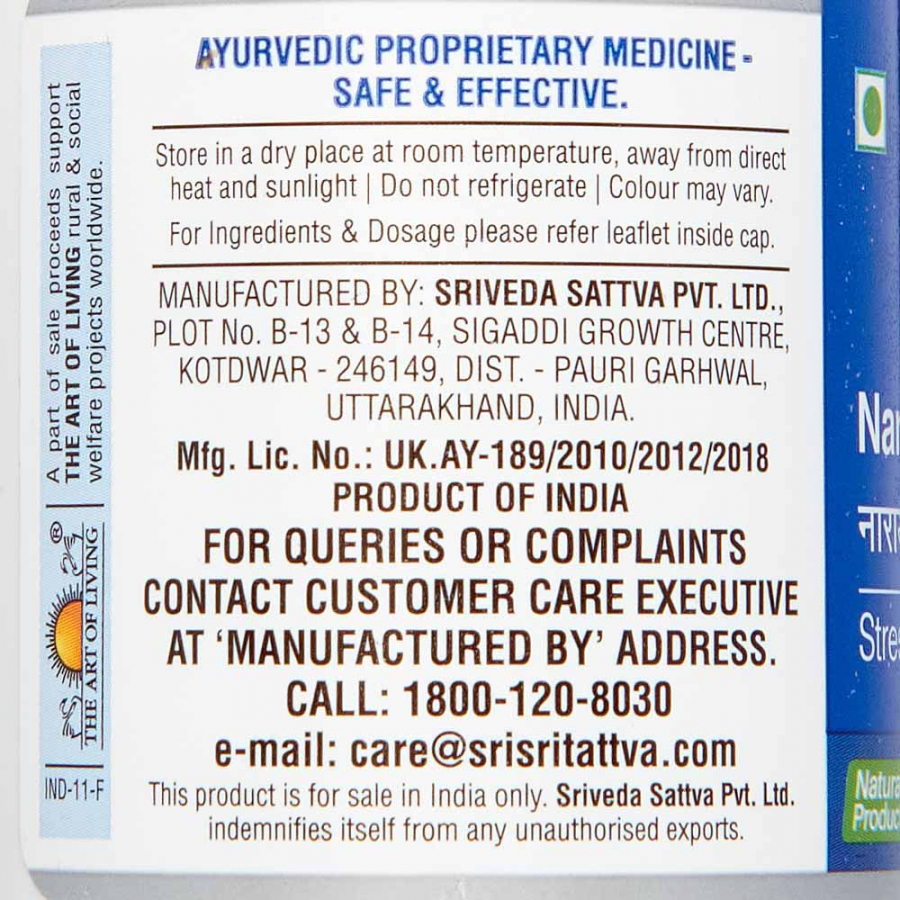 AYURVEDIC PROPRIETARY MEDICINE -
SAFE & EFFECTIVE.
Store in a dry place at room temperature, away from direct
heat and sunlight | Do not refrigerate | Colour may vary.
For Ingredients & Dosage please refer leaflet inside cap.
MANUFACTURED BY: SRIVEDA SATTVA PVT. LTD.,
PLOT No. B-13 & B-14, SIGADDI GROWTH CENTRE,
KOTDWAR - 246149, DIST. - PAURI GARHWAL,
UTTARAKHAND, INDIA.
Mfg. Lic. No.: UK.AY-189/2010/2012/2018
PRODUCT OF INDIA
FOR QUERIES OR COMPLAINTS
CONTACT CUSTOMER CARE EXECUTIVE
AT ‘MANUFACTURED BY’ ADDRESS.
CALL: 1800-120-8030
e-mail: care@srisritattva.com
This product is for sale in India only. Sriveda Sattva Pvt. Ltd.
indemnifies itself from any unauthorised exports.
A part of sale proceeds support
THE ART OF LIVING rural & social
welfare projects worldwide.
THE ART OF LIVING®
IND-11-F